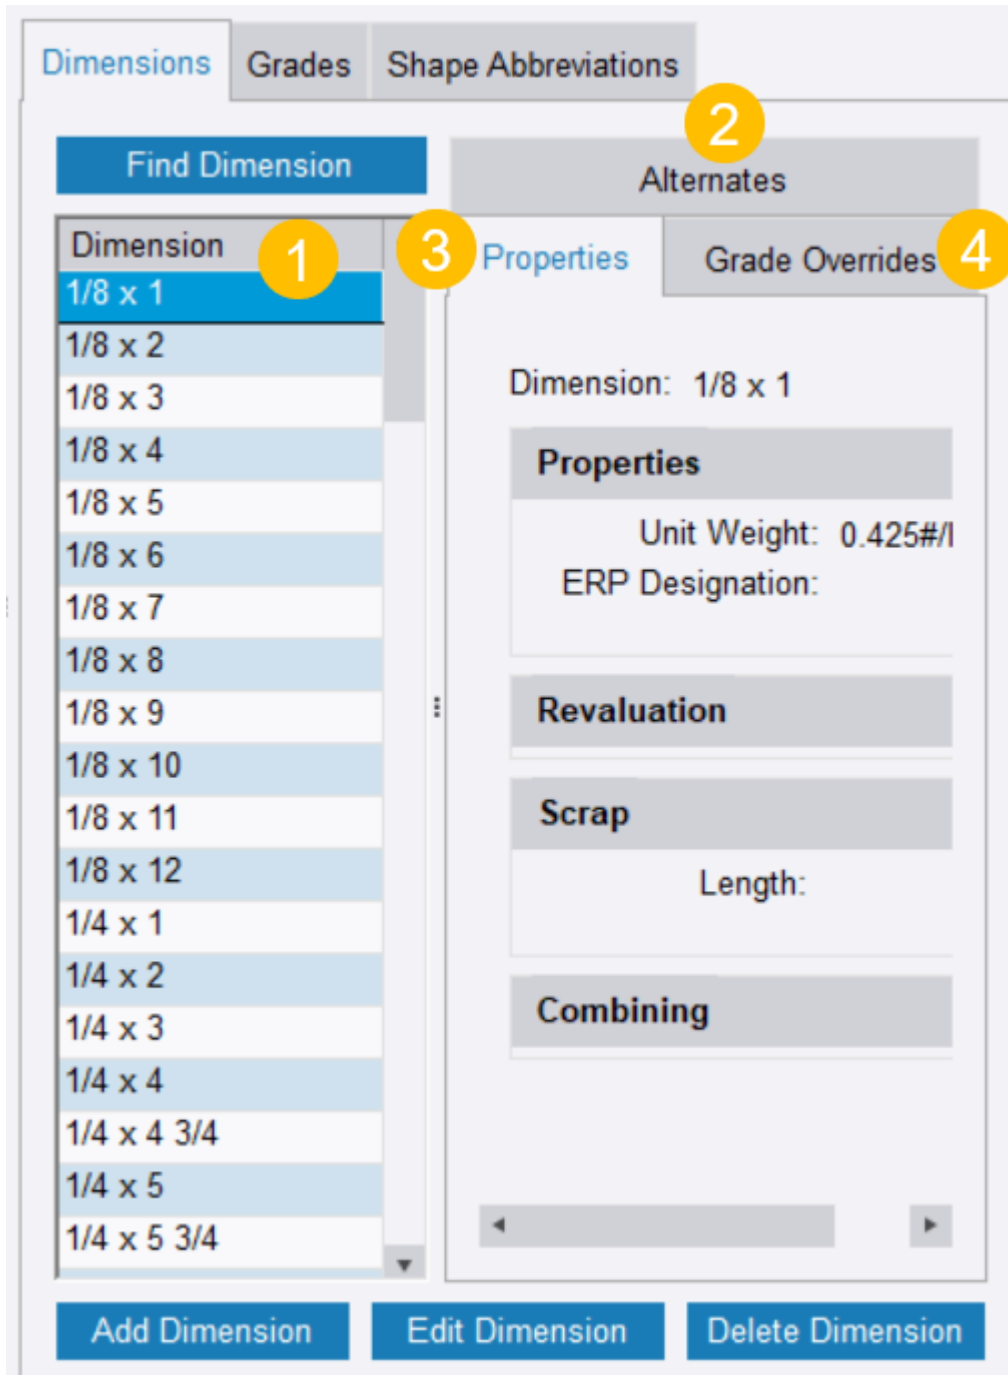 Dimensions Grades Shape Abbreviations
2
Find Dimension
Alternates
Dimension
1
3
Properties
Grade Overrides
4
1/8 x 1
1/8 x 2
1/8 x 3
1/8 x 4
1/8 x 5
1/8 x 6
1/8 x 7
1/8 x 8
1/8 x 9
1/8 x 10
1/8 x 11
1/8 x 12
1/4 x 1
1/4 x 2
1/4 x 3
1/4 x 4
1/4 x 4 3/4
1/4 x 5
1/4 x 5 3/4
Dimension: 1/8 x 1
Properties
Unit Weight: 0.425#/
ERP Designation:
Revaluation
Scrap
Length:
Combining
Add Dimension Edit Dimension Delete Dimension